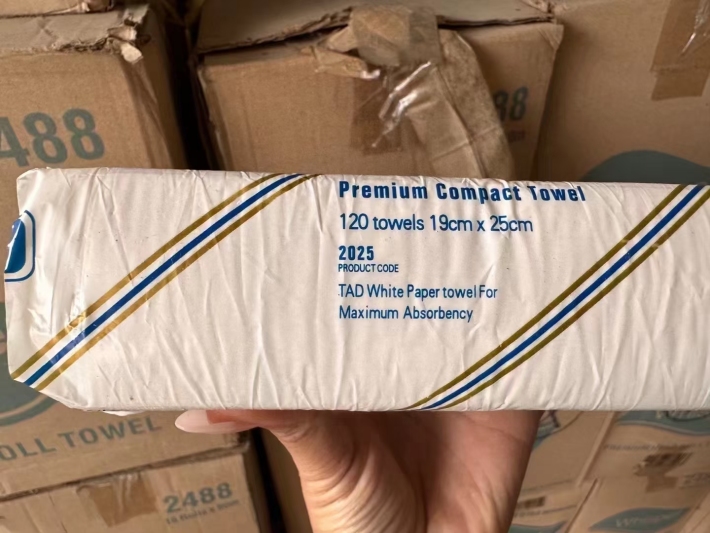 488
88
Premium Compact Towel
120 towels 19cm x 25cm
2025
PRODUCT CODE
TAD White Paper towel For
Maximum Absorbency
OLL TOWEL
2488